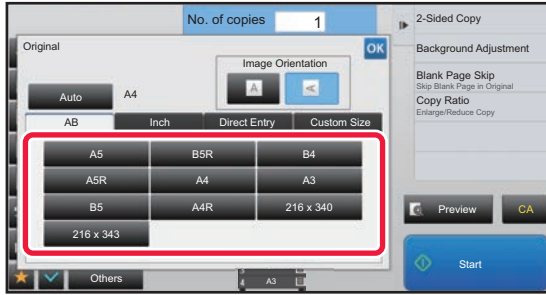 No. of copies 1
Original
OK
Image Orientation
A A
Auto A4
AB Inch Direct Entry Custom Size
A5 B5R B4
A5R A4 A3
B5 A4R 216 x 340
216 x 343
Others
A3
2-Sided Copy
Background Adjustment
Blank Page Skip
Skip Blank Page in Original
Copy Ratio
Enlarge/Reduce Copy
Preview CA
Start